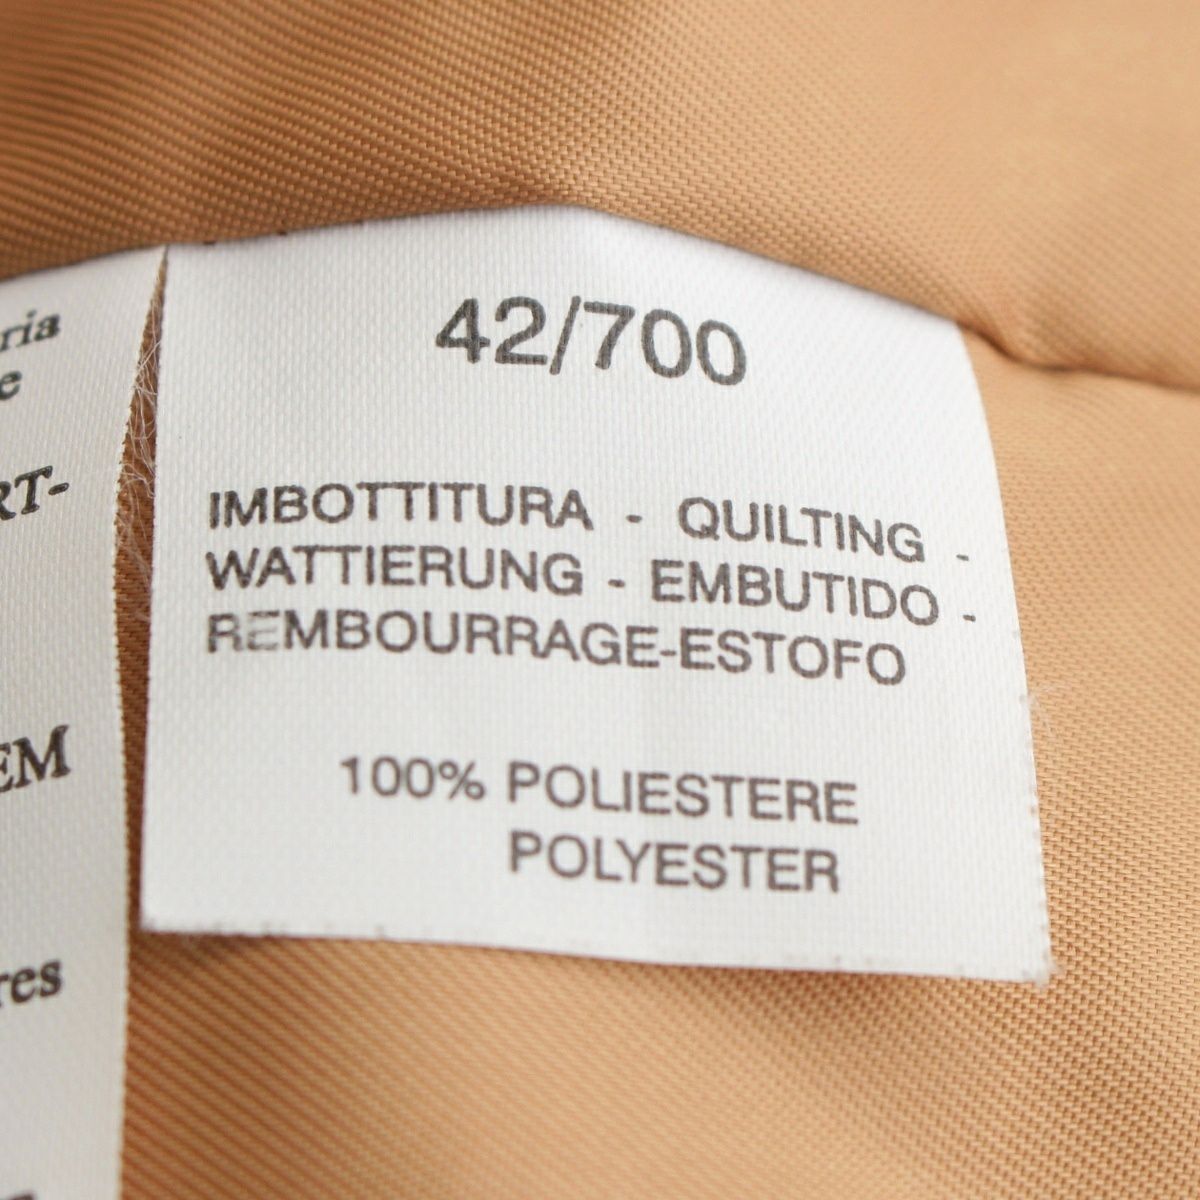 42/700
IMBOTTITURA - QUILTING -
WATTIERUNG - EMBUTIDO -
REMBOURRAGE-ESTOFO
100% POLIESTERE
POLYESTER